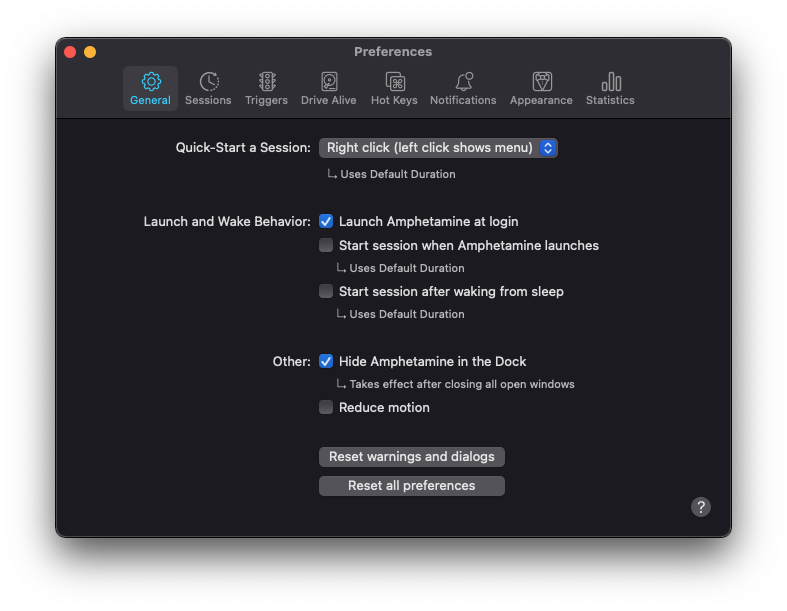 Preferences
General Sessions Triggers Drive Alive Hot Keys Notifications Appearance Statistics
Quick-Start a Session: Right click (left click shows menu)
Uses Default Duration
Launch and Wake Behavior: Launch Amphetamine at login
Start session when Amphetamine launches
Uses Default Duration
Start session after waking from sleep
Uses Default Duration
Other: Hide Amphetamine in the Dock
Takes effect after closing all open windows
Reduce motion
Reset warnings and dialogs
Reset all preferences
?